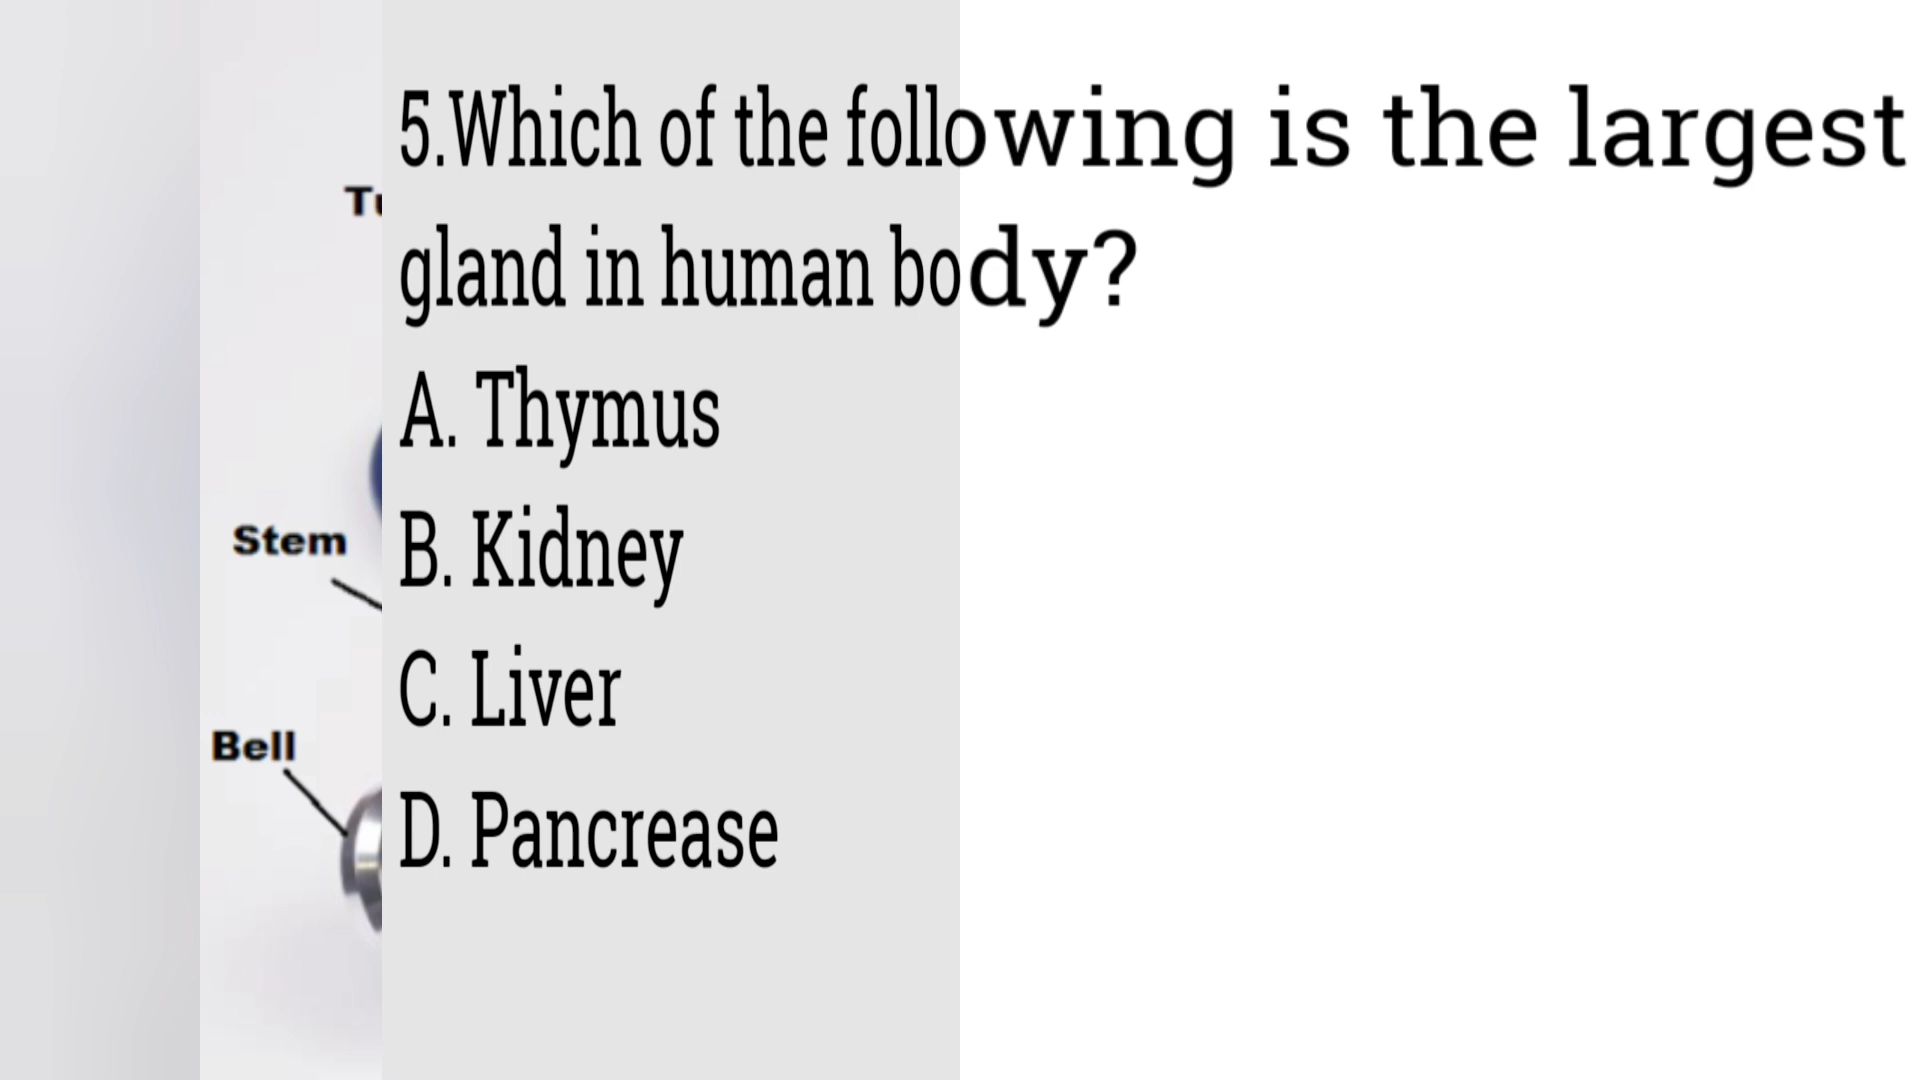 5.Which of the following is the largest
gland in human body?
A. Thymus
B. Kidney
C. Liver
D. Pancrease
Stem
Bell